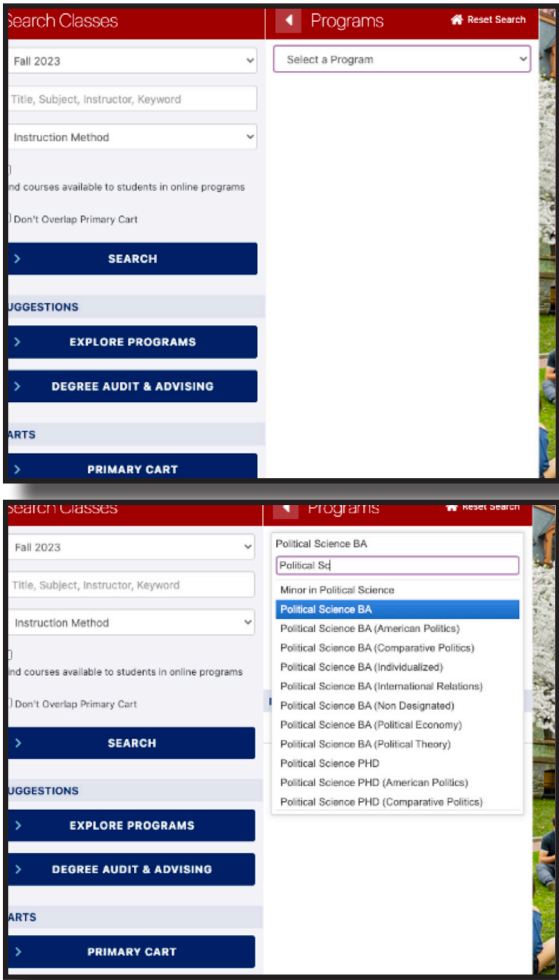 Search Classes
Programs
Reset Search
Fall 2023
Select a Program
Title, Subject, Instructor, Keyword
Instruction Method
nd courses available to students in online programs
Don't Overlap Primary Cart
SEARCH
UGGESTIONS
EXPLORE PROGRAMS
DEGREE AUDIT & ADVISING
ARTS
PRIMARY CART
Search Classes
Programs
Reset Search
Fall 2023
Political Science BA
Political Sc
Title, Subject, Instructor, Keyword
Instruction Method
nd courses available to students in online programs
Don't Overlap Primary Cart
SEARCH
UGGESTIONS
EXPLORE PROGRAMS
DEGREE AUDIT & ADVISING
ARTS
PRIMARY CART
Minor in Political Science
Political Science BA
Political Science BA (American Politics)
Political Science BA (Comparative Politics)
Political Science BA (Individualized)
Political Science BA (International Relations)
Political Science BA (Non Designated)
Political Science BA (Political Economy)
Political Science BA (Political Theory)
Political Science PHD
Political Science PHD (American Politics)
Political Science PHD (Comparative Politics)